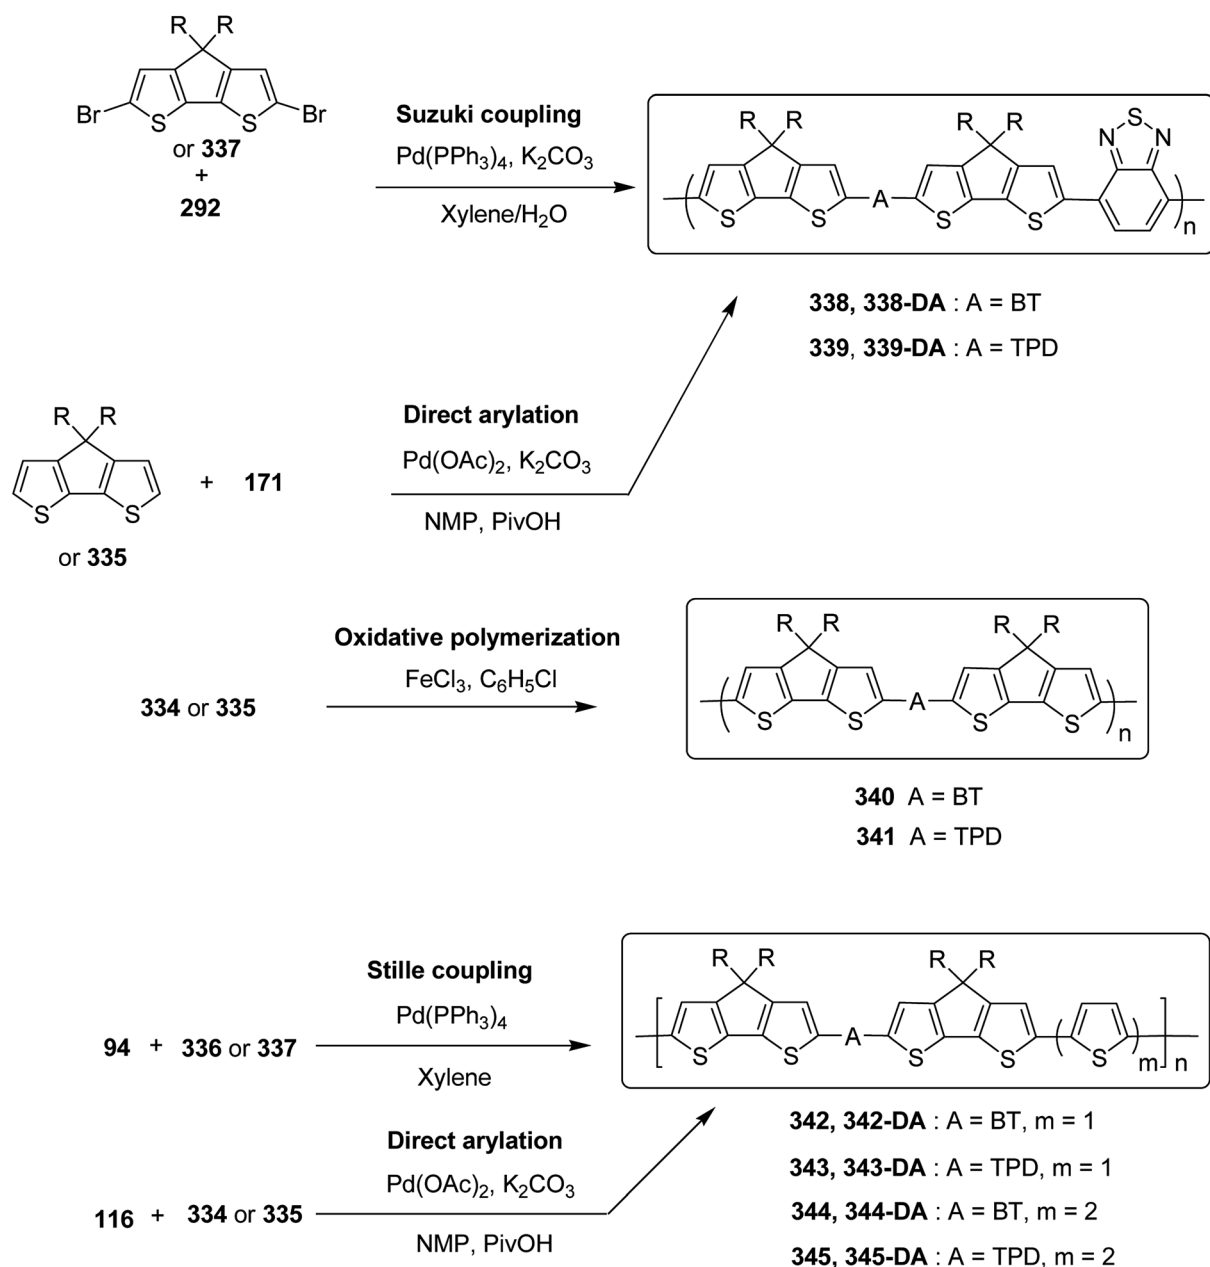 R R
Br S S Br
or 337
+
292
Suzuki coupling
Pd(PPh3)4, K2CO3
Xylene/H2O
R R R R N S N
( S S A S S )n
338, 338-DA : A = BT
339, 339-DA : A = TPD
R R
S S
or 335
+ 171
Direct arylation
Pd(OAc)2, K2CO3
NMP, PivOH
334 or 335
Oxidative polymerization
FeCl3, C6H5Cl
R R R R
( S S A S S )n
340 A = BT
341 A = TPD
94 + 336 or 337
Stille coupling
Pd(PPh3)4
Xylene
R R R R
[ S S A S S ( S )m ]n
116 + 334 or 335
Direct arylation
Pd(OAc)2, K2CO3
NMP, PivOH
342, 342-DA : A = BT, m = 1
343, 343-DA : A = TPD, m = 1
344, 344-DA : A = BT, m = 2
345, 345-DA : A = TPD, m = 2